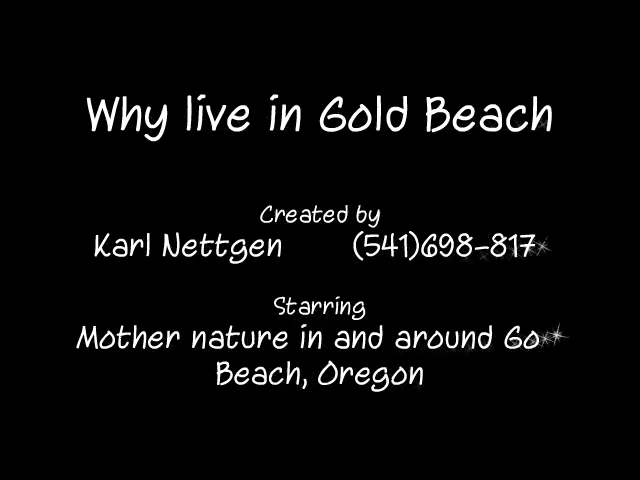 Why live in Gold Beach
Created by
Karl Nettgen (541)698-817
Starring
Mother nature in and around Go
Beach, Oregon